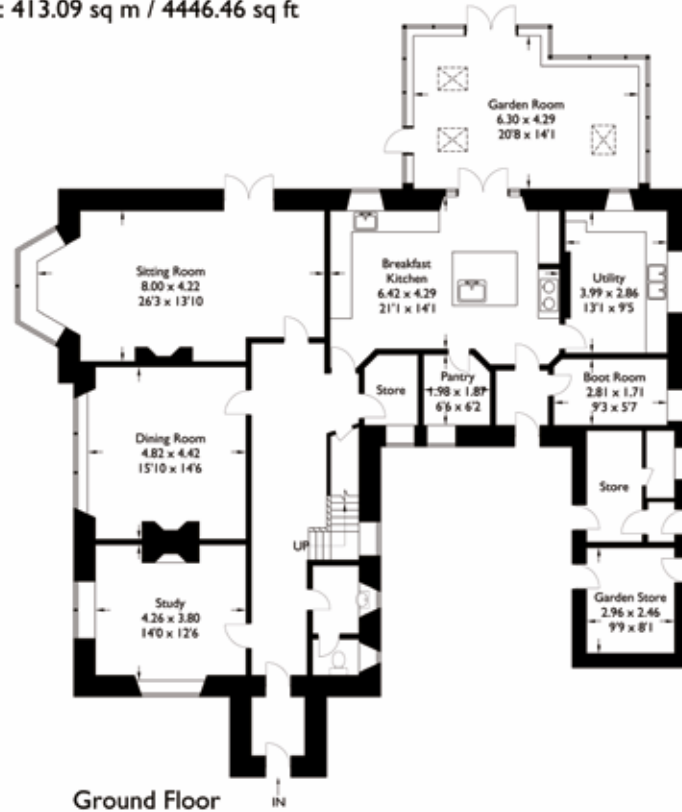 : 413.09 sq m / 4446.46 sq ft
Garden Room
6.30 x 4.29
20'8 x 14'1
Sitting Room
8.00 x 4.22
26'3 x 13'10
Breakfast
Kitchen
6.42 x 4.29
21'1 x 14'1
Utility
3.99 x 2.86
13'1 x 9'5
Store
Pantry
1.98 x 1.87
6'6 x 6'2
Boot Room
2.81 x 1.71
9'3 x 5'7
Dining Room
4.82 x 4.42
15'10 x 14'6
Store
UP
Study
4.26 x 3.80
14'0 x 12'6
Garden Store
2.96 x 2.46
9'9 x 8'1
Ground Floor
IN